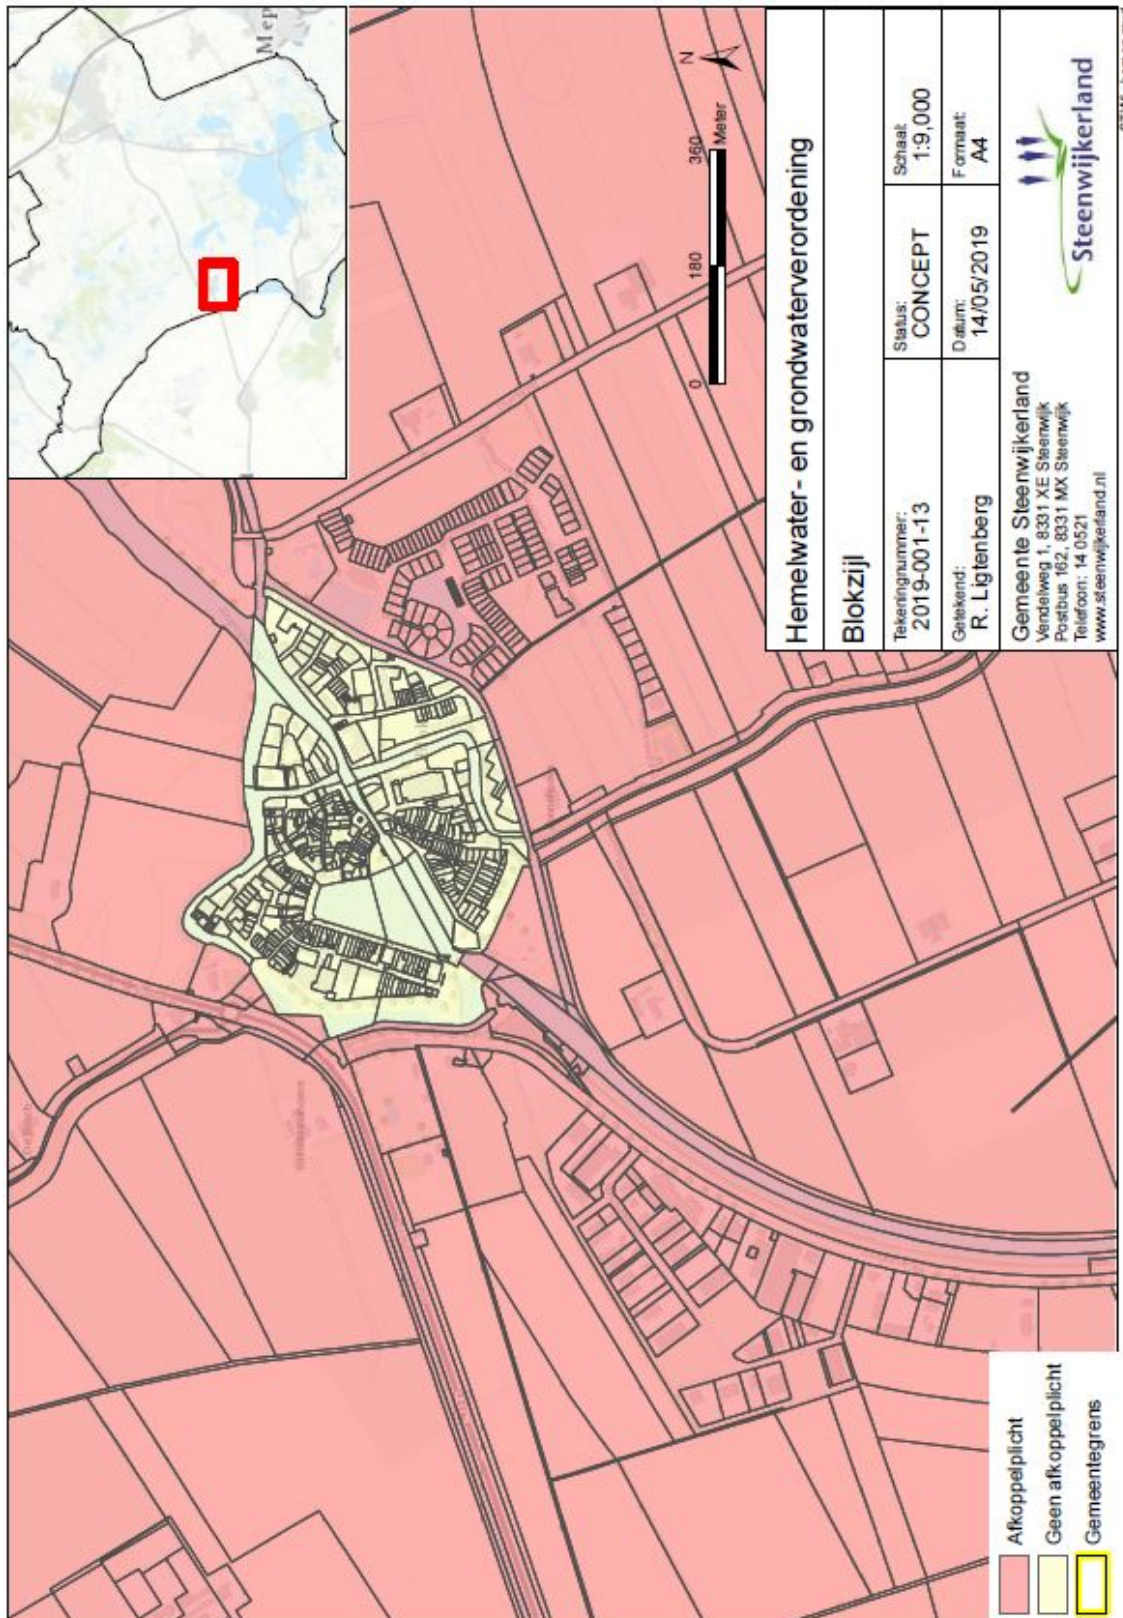 Mep
N
0 180 360
Meter
Hemelwater- en grondwaterverordening
Blokzijl
Tekeningnummer:
2019-001-13
Status:
CONCEPT
Schaal:
1:9,000
Getekend:
R. Ligtenberg
Datum:
14/05/2019
Formaat:
A4
Gemeente Steenwijkerland
Vendelweg 1, 8331 XE Steenwijk
Postbus 162, 8331 MX Steenwijk
Telefoon: 14 0521
www.steenwijkerland.nl
Steenwijkerland
Afkoppelplicht
Geen afkoppelplicht
Gemeentegrens